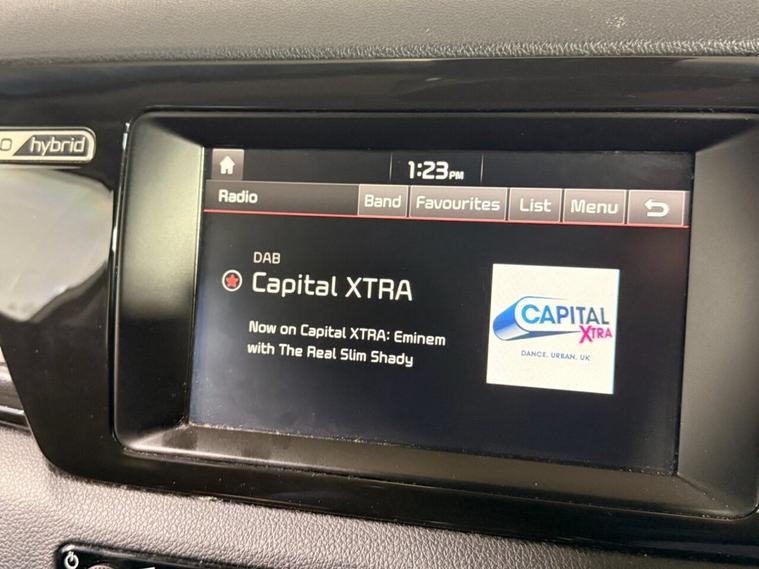 hybrid
1:23PM
Radio Band Favourites List Menu
DAB
Capital XTRA
Now on Capital XTRA: Eminem
with The Real Slim Shady
CAPITAL
XTRA
DANCE. URBAN. UK